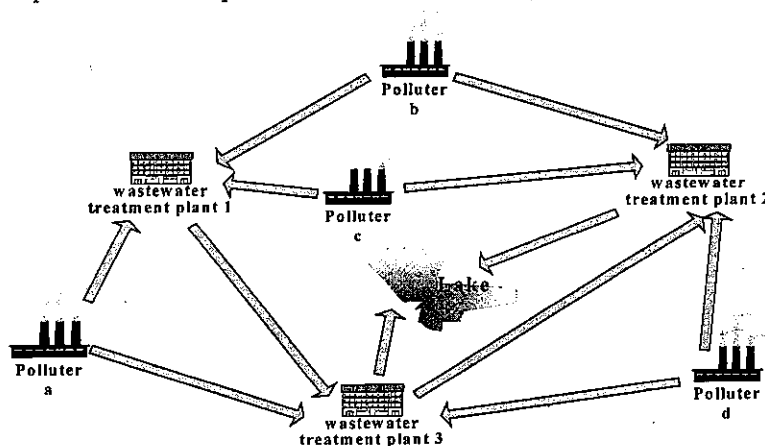 Polluter
b
wastewater
treatment plant 1
Polluter
c
wastewater
treatment plant 2
Lake
Polluter
a
wastewater
treatment plant 3
Polluter
d